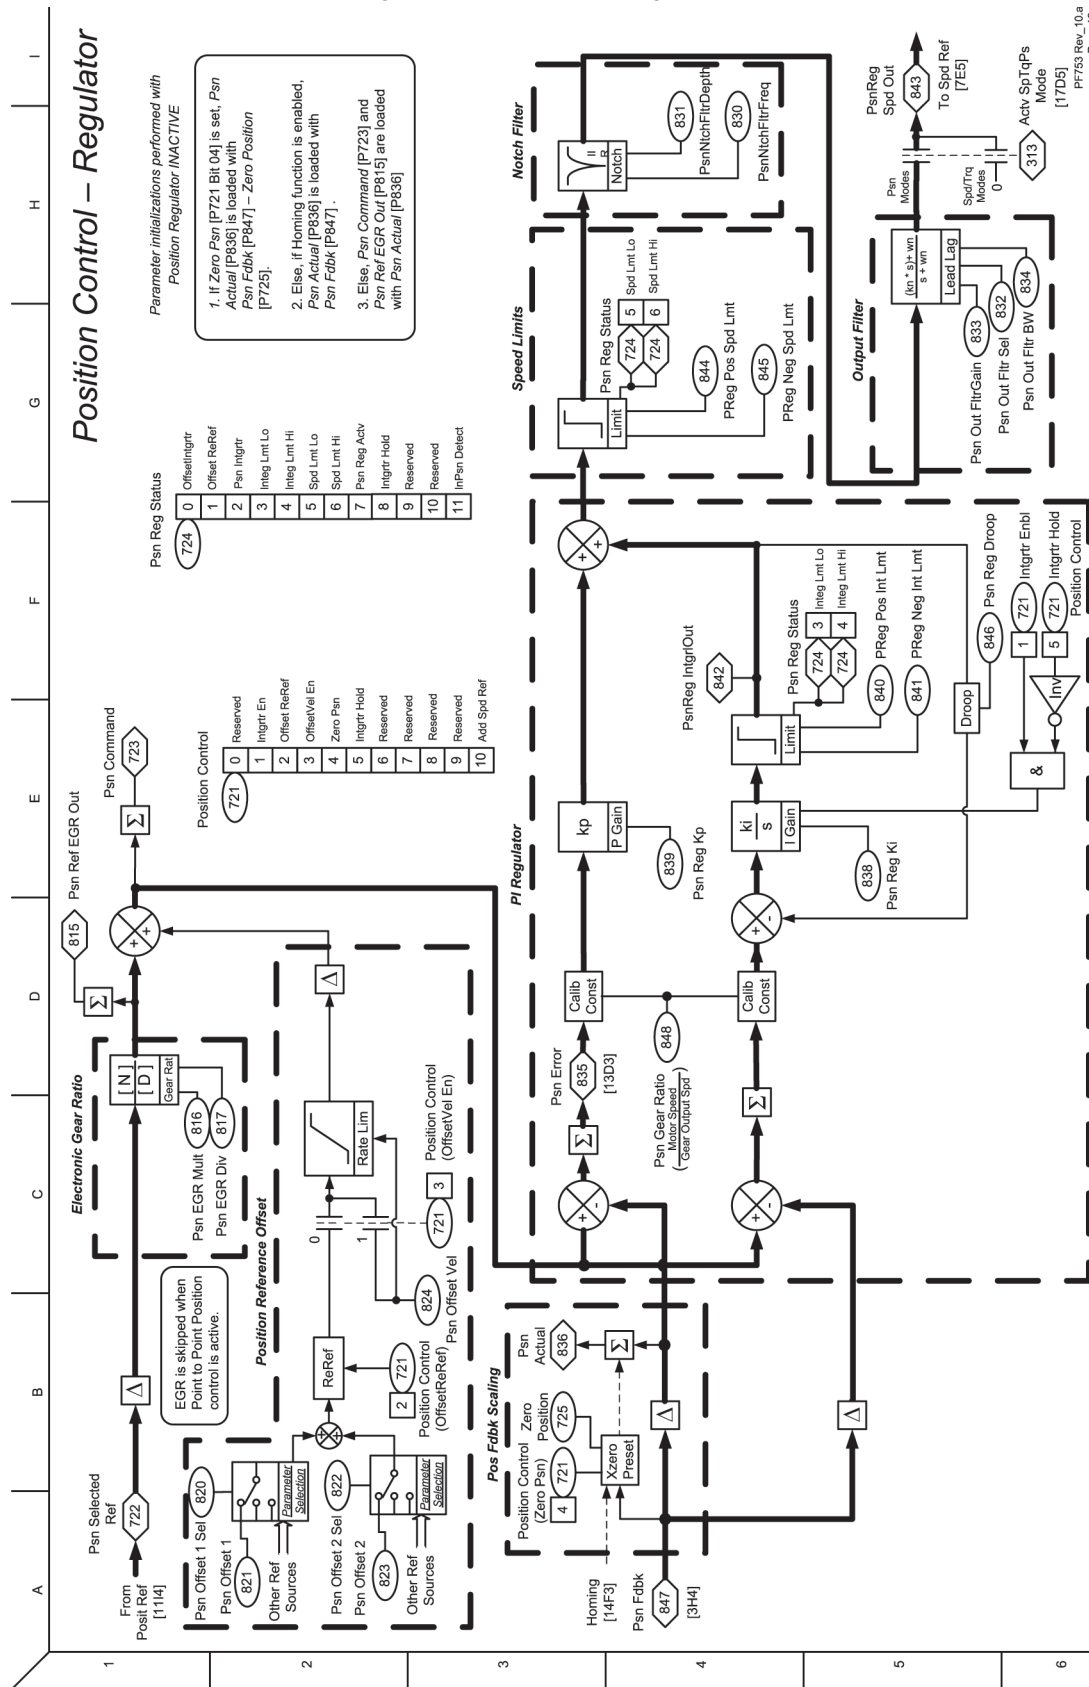 Position Control – Regulator
A
B
C
D
E
F
G
H
I
1
2
3
4
5
6
Parameter initializations performed with
Position Regulator INACTIVE
1. If Zero Psn [P721 Bit 04] is set, Psn
Actual [P836] is loaded with
Psn Fdbk [P847] – Zero Position
[P725].
2. Else, if Homing function is enabled,
Psn Actual [P836] is loaded with
Psn Fdbk [P847] .
3. Else, Psn Command [P723] and
Psn Ref EGR Out [P815] are loaded
with Psn Actual [P836]
From
Posit Ref
[11I4]
Psn Selected
Ref
722
Δ
EGR is skipped when
Point to Point Position
control is active.
Electronic Gear Ratio
[ N ]
[ D ]
Gear Rat
816
Psn EGR Mult
817
Psn EGR Div
Σ
815
Psn Ref EGR Out
+
+
Σ
723
Psn Command
Position Reference Offset
Psn Offset 1 Sel
820
Psn Offset 1
821
Other Ref
Sources
Parameter
Selection
Psn Offset 2 Sel
822
Psn Offset 2
823
Other Ref
Sources
Parameter
Selection
+
+
ReRef
2
721
Position Control
(OffsetReRef)
824
Psn Offset Vel
0
1
721
3
Position Control
(OffsetVel En)
Rate Lim
Δ
Position Control
721
0 Reserved
1 Intgrtr En
2 Offset ReRef
3 OffsetVel En
4 Zero Psn
5 Intgrtr Hold
6 Reserved
7 Reserved
8 Reserved
9 Reserved
10 Add Spd Ref
Psn Reg Status
724
0 OffsetIntgrtr
1 Offset ReRef
2 Psn Intgrtr
3 Integ Lmt Lo
4 Integ Lmt Hi
5 Spd Lmt Lo
6 Spd Lmt Hi
7 Psn Reg Actv
8 Intgrtr Hold
9 Reserved
10 Reserved
11 InPsn Detect
Pos Fdbk Scaling
Homing
[14F3]
Psn Fdbk
847
[3H4]
Position Control
(Zero Psn)
4
721
Zero
Position
725
Xzero
Preset
Psn
Actual
836
Σ
Δ
Δ
PI Regulator
+
-
Σ
Psn Error
835
[13D3]
Calib
Const
848
Psn Gear Ratio
( Motor Speed
Gear Output Spd )
+
-
Σ
Calib
Const
+
-
kp
P Gain
839
Psn Reg Kp
ki
s
I Gain
838
Psn Reg Ki
Limit
PsnReg IntgrlOut
842
Psn Reg Status
724 3 Integ Lmt Lo
724 4 Integ Lmt Hi
840 PReg Pos Int Lmt
841 PReg Neg Int Lmt
Droop
846 Psn Reg Droop
&
Inv
1 721 Intgrtr Enbl
5 721 Intgrtr Hold
Position Control
+
+
Speed Limits
Limit
Psn Reg Status
724 5 Spd Lmt Lo
724 6 Spd Lmt Hi
844
PReg Pos Spd Lmt
845
PReg Neg Spd Lmt
Notch Filter
II
R
Notch
831
PsnNtchFltrDepth
830
PsnNtchFltrFreq
Output Filter
(kn * s)+ wn
s + wn
Lead Lag
833
Psn Out FltrGain
832
Psn Out Fltr Sel
834
Psn Out Fltr BW
Psn
Modes
Spd/Trq
Modes
0
313
Actv SpTqPs
Mode
[17D5]
PsnReg
Spd Out
843
To Spd Ref
[7E5]
PF753 Rev_10.a